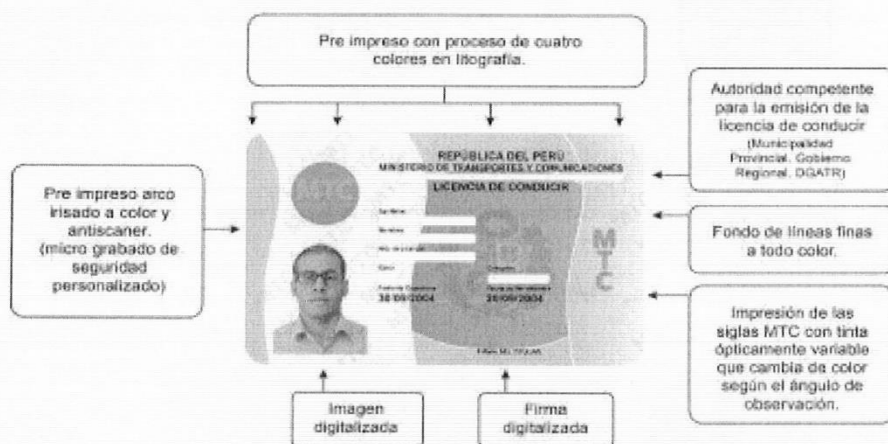 Pre impreso con proceso de cuatro
colores en litografía.
Autoridad competente
para la emisión de la
licencia de conducir
(Municipalidad
Provincial, Gobierno
Regional, DGATR)
Pre impreso arco
irisado a color y
antiscaner.
(micro grabado de
seguridad
personalizado)
MTC
REPÚBLICA DEL PERÚ
MINISTERIO DE TRANSPORTES Y COMUNICACIONES
LICENCIA DE CONDUCIR
MTC
30/09/2004
Fondo de líneas finas
a todo color.
Impresión de las
siglas MTC con tinta
ópticamente variable
que cambia de color
según el ángulo de
observación.
Imagen
digitalizada
Firma
digitalizada